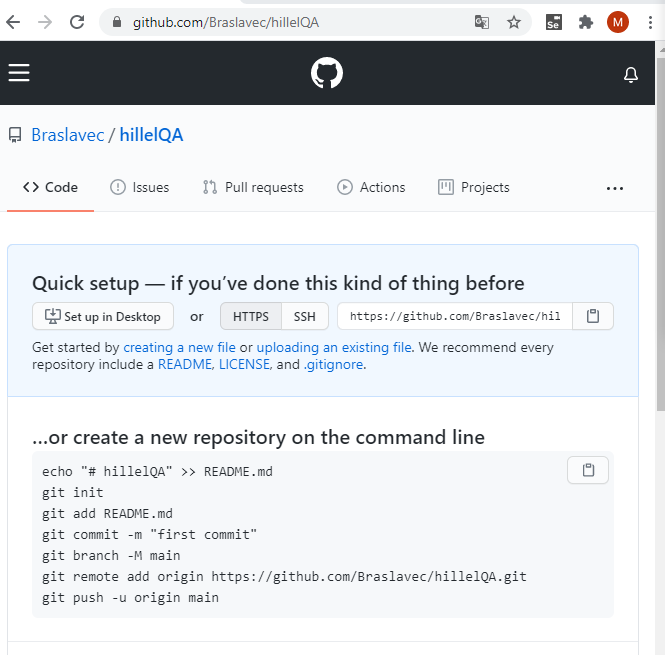 github.com/Braslavec/hillelQA
Se
M
Braslavec / hillelQA
Code Issues Pull requests Actions Projects
Quick setup — if you’ve done this kind of thing before
Set up in Desktop or HTTPS SSH https://github.com/Braslavec/hil
Get started by creating a new file or uploading an existing file. We recommend every
repository include a README, LICENSE, and .gitignore.
…or create a new repository on the command line
echo "# hillelQA" >> README.md
git init
git add README.md
git commit -m "first commit"
git branch -M main
git remote add origin https://github.com/Braslavec/hillelQA.git
git push -u origin main